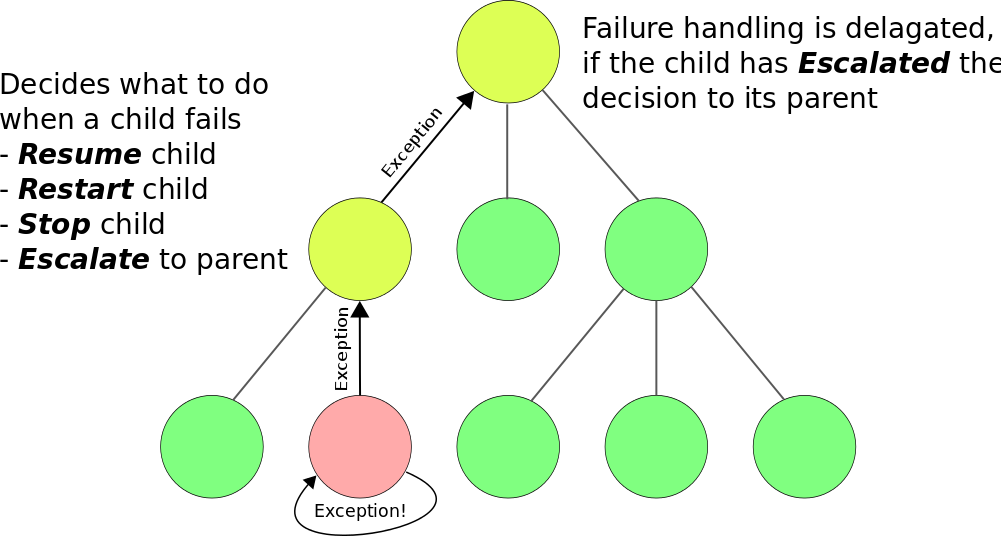 Failure handling is delagated,
if the child has Escalated the
decision to its parent
Decides what to do
when a child fails
- Resume child
- Restart child
- Stop child
- Escalate to parent
Exception
Exception
Exception!